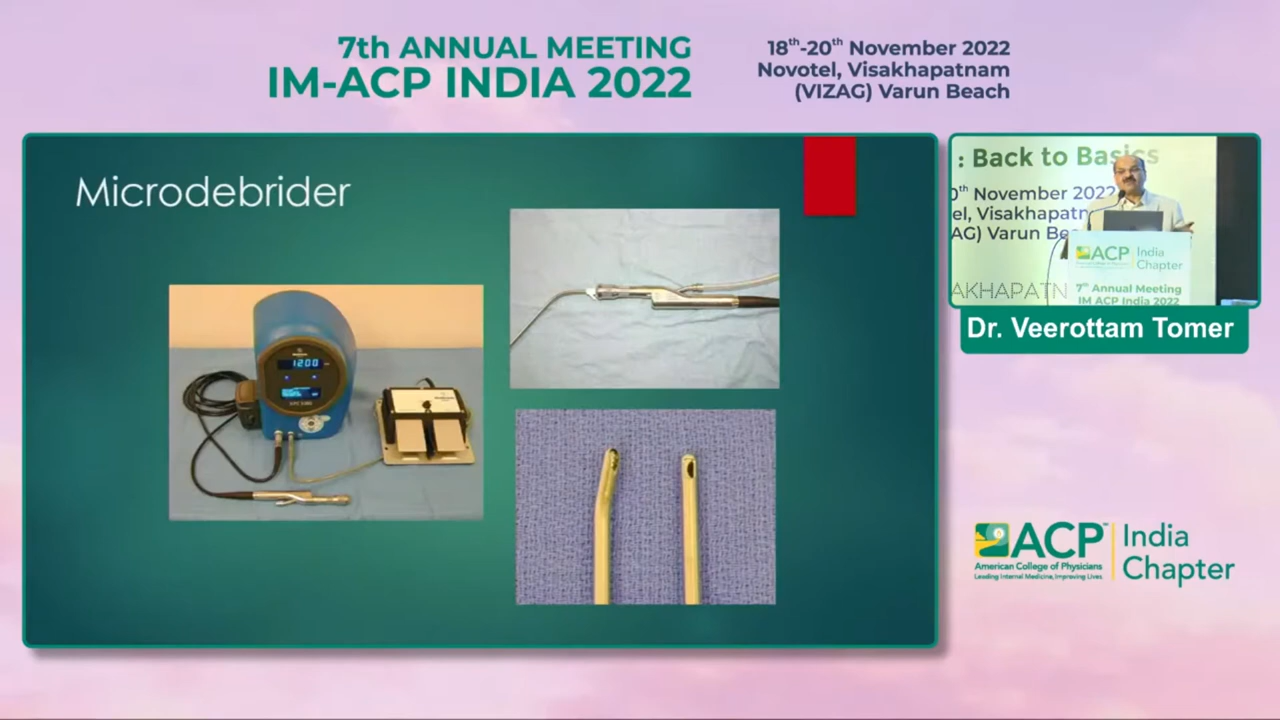 7th ANNUAL MEETING
IM-ACP INDIA 2022
18th-20th November 2022
Novotel, Visakhapatnam
(VIZAG) Varun Beach
Microdebrider
1200
: Back to Basics
0th November 2022
el, Visakhapatn
AG) Varun Be
ACP India
Chapter
7th Annual Meeting
IM ACP India 2022
AKHAPATN
Dr. Veerottam Tomer
ACP™ India
Chapter
American College of Physicians
Leading Internal Medicine, Improving Lives